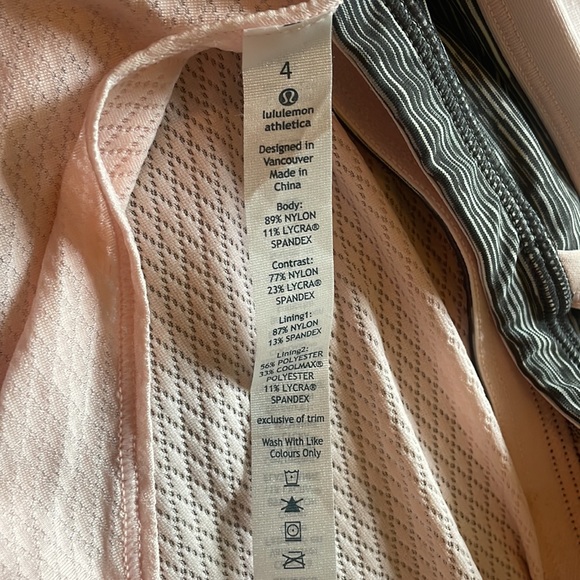 4
lululemon
athletica
Designed in
Vancouver
Made in
China
Body:
89% NYLON
11% LYCRA®
SPANDEX
Contrast:
77% NYLON
23% LYCRA®
SPANDEX
Lining1:
87% NYLON
13% SPANDEX
Lining2:
56% POLYESTER
33% COOLMAX®
POLYESTER
11% LYCRA®
SPANDEX
exclusive of trim
Wash With Like
Colours Only